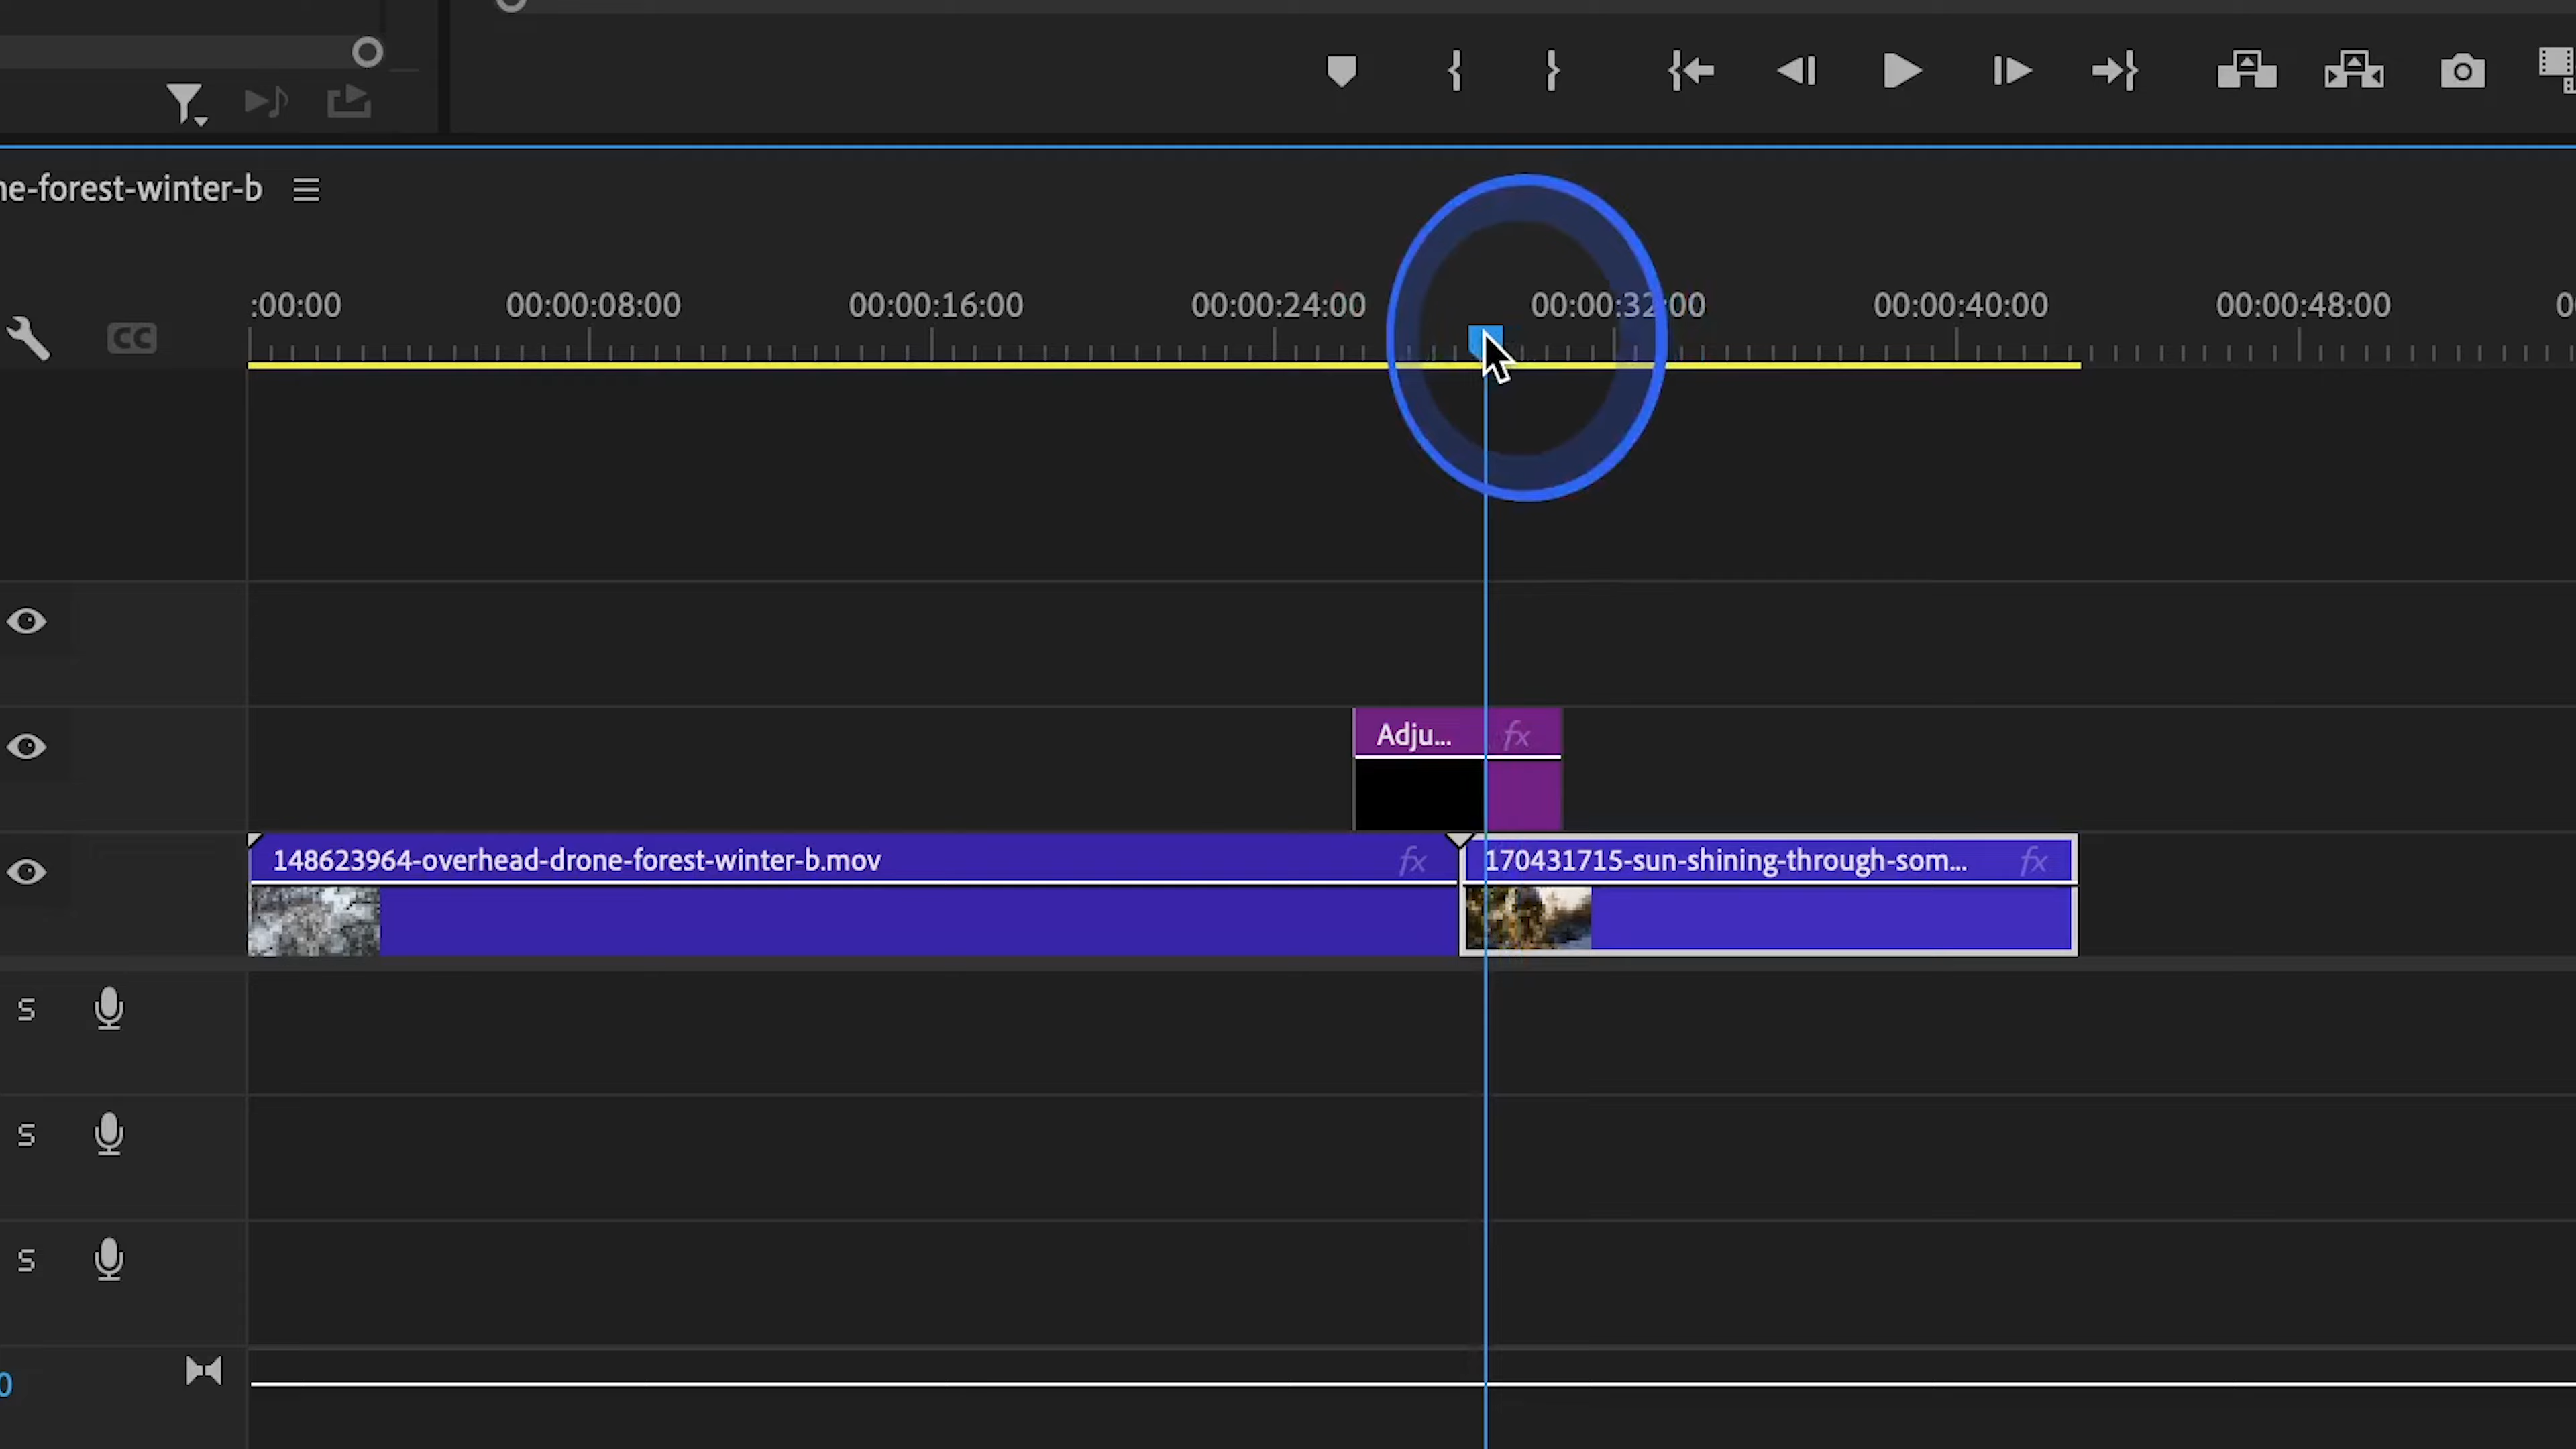 ne-forest-winter-b
:00:00 00:00:08:00 00:00:16:00 00:00:24:00 00:00:32:00 00:00:40:00 00:00:48:00 0
CC
Adju... fx
148623964-overhead-drone-forest-winter-b.mov fx 170431715-sun-shining-through-som... fx
S
S
S
0